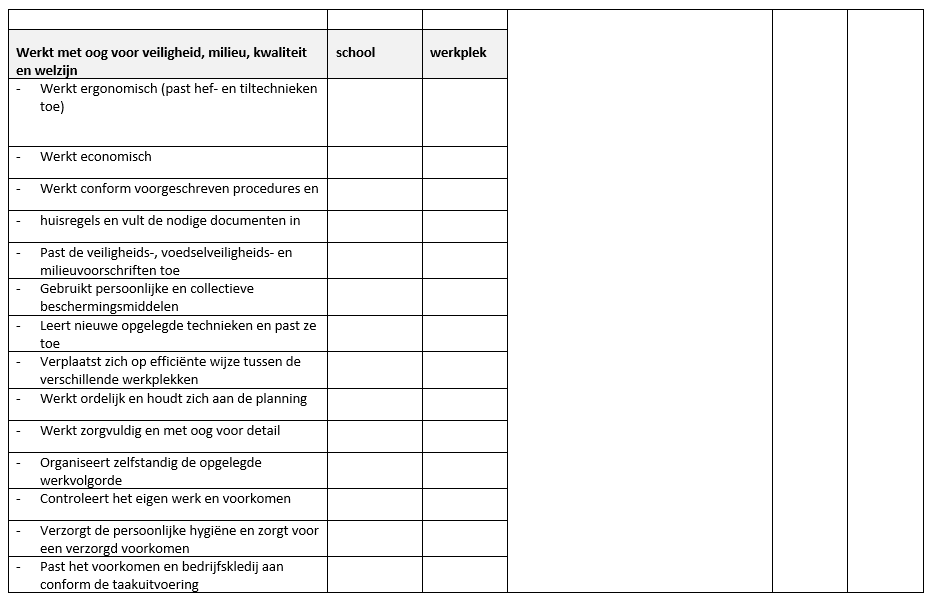 Werkt met oog voor veiligheid, milieu, kwaliteit school werkplek
en welzijn
- Werkt ergonomisch (past hef- en tiltechnieken
toe)
- Werkt economisch
- Werkt conform voorgeschreven procedures en
- huisregels en vult de nodige documenten in
- Past de veiligheids-, voedselveiligheids- en
milieuvoorschriften toe
- Gebruikt persoonlijke en collectieve
beschermingsmiddelen
- Leert nieuwe opgelegde technieken en past ze
toe
- Verplaatst zich op efficiënte wijze tussen de
verschillende werkplekken
- Werkt ordelijk en houdt zich aan de planning
- Werkt zorgvuldig en met oog voor detail
- Organiseert zelfstandig de opgelegde
werkvolgorde
- Controleert het eigen werk en voorkomen
- Verzorgt de persoonlijke hygiëne en zorgt voor
een verzorgd voorkomen
- Past het voorkomen en bedrijfskledij aan
conform de taakuitvoering